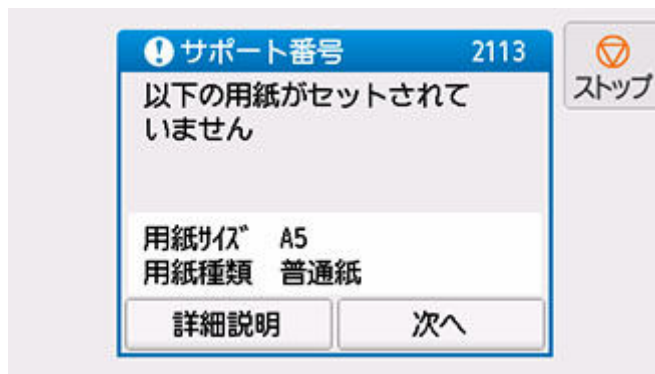 サポート番号 2113
ストップ
以下の用紙がセットされて
いません
用紙ｻｲｽﾞ A5
用紙種類 普通紙
詳細説明 次へ